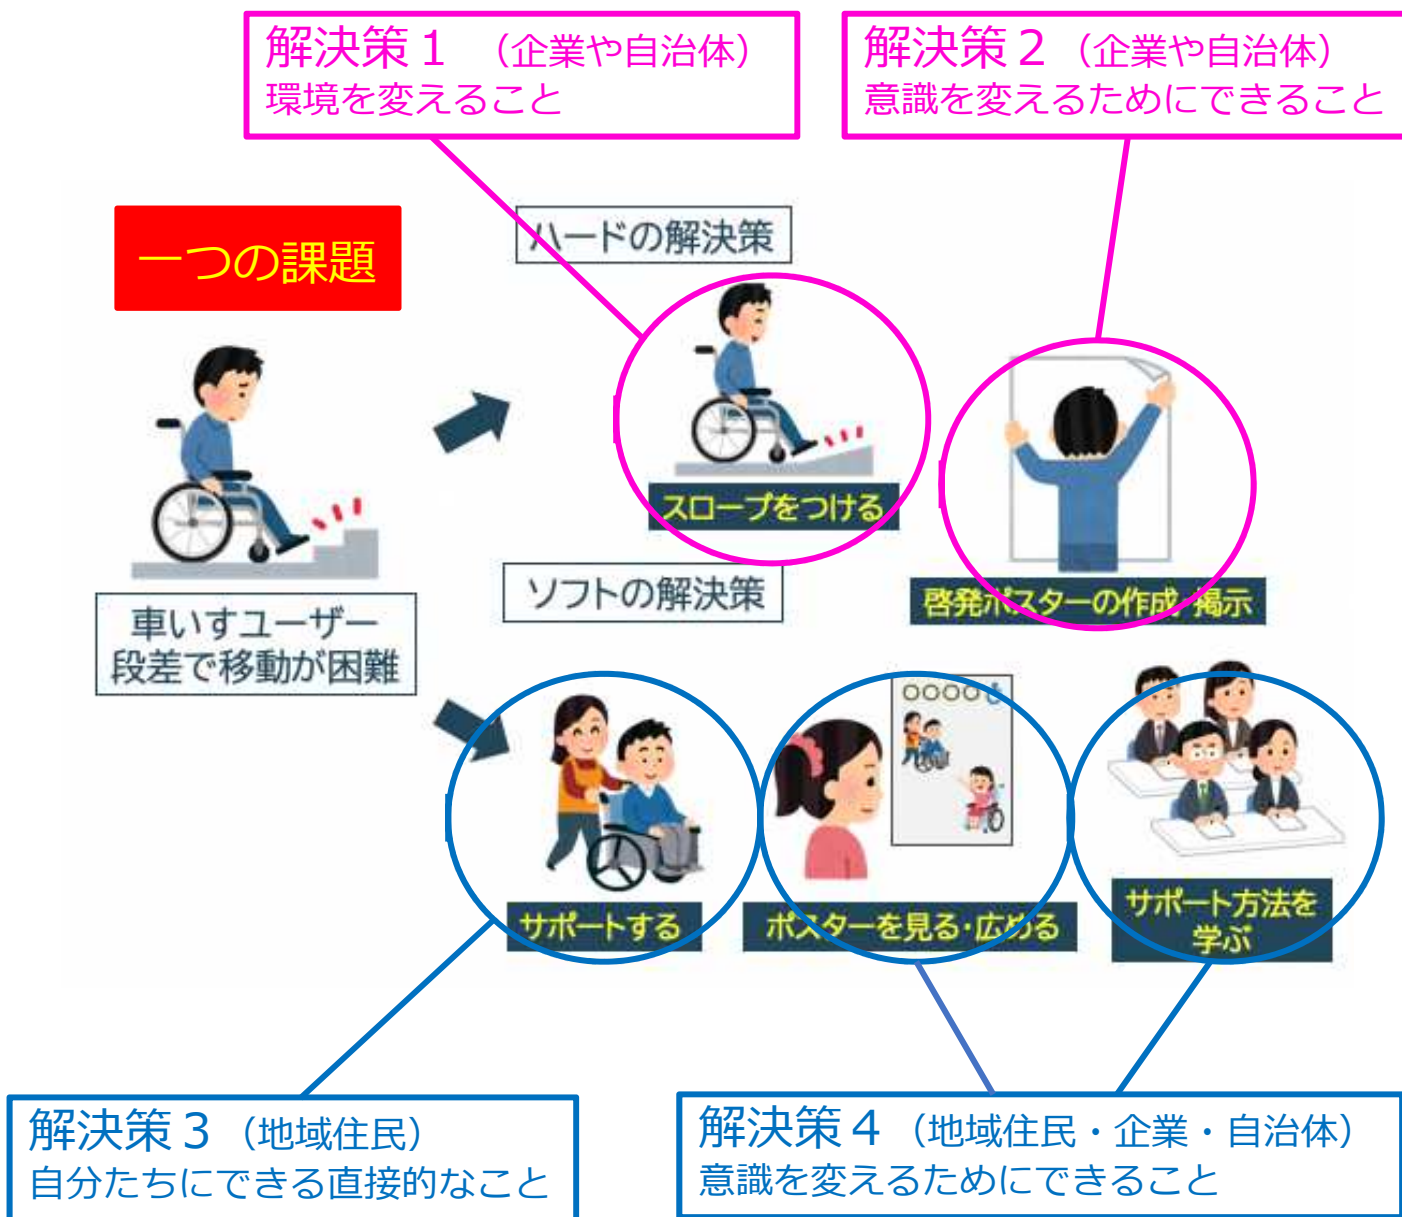 解決策１ （企業や自治体）
環境を変えること
解決策２（企業や自治体）
意識を変えるためにできること
一つの課題
ハードの解決策
スロープをつける
啓発ポスターの作成・掲示
車いすユーザー
段差で移動が困難
ソフトの解決策
○○○○
サポートする
ポスターを見る・広める
サポート方法を
学ぶ
解決策３（地域住民）
自分たちにできる直接的なこと
解決策４（地域住民・企業・自治体）
意識を変えるためにできること